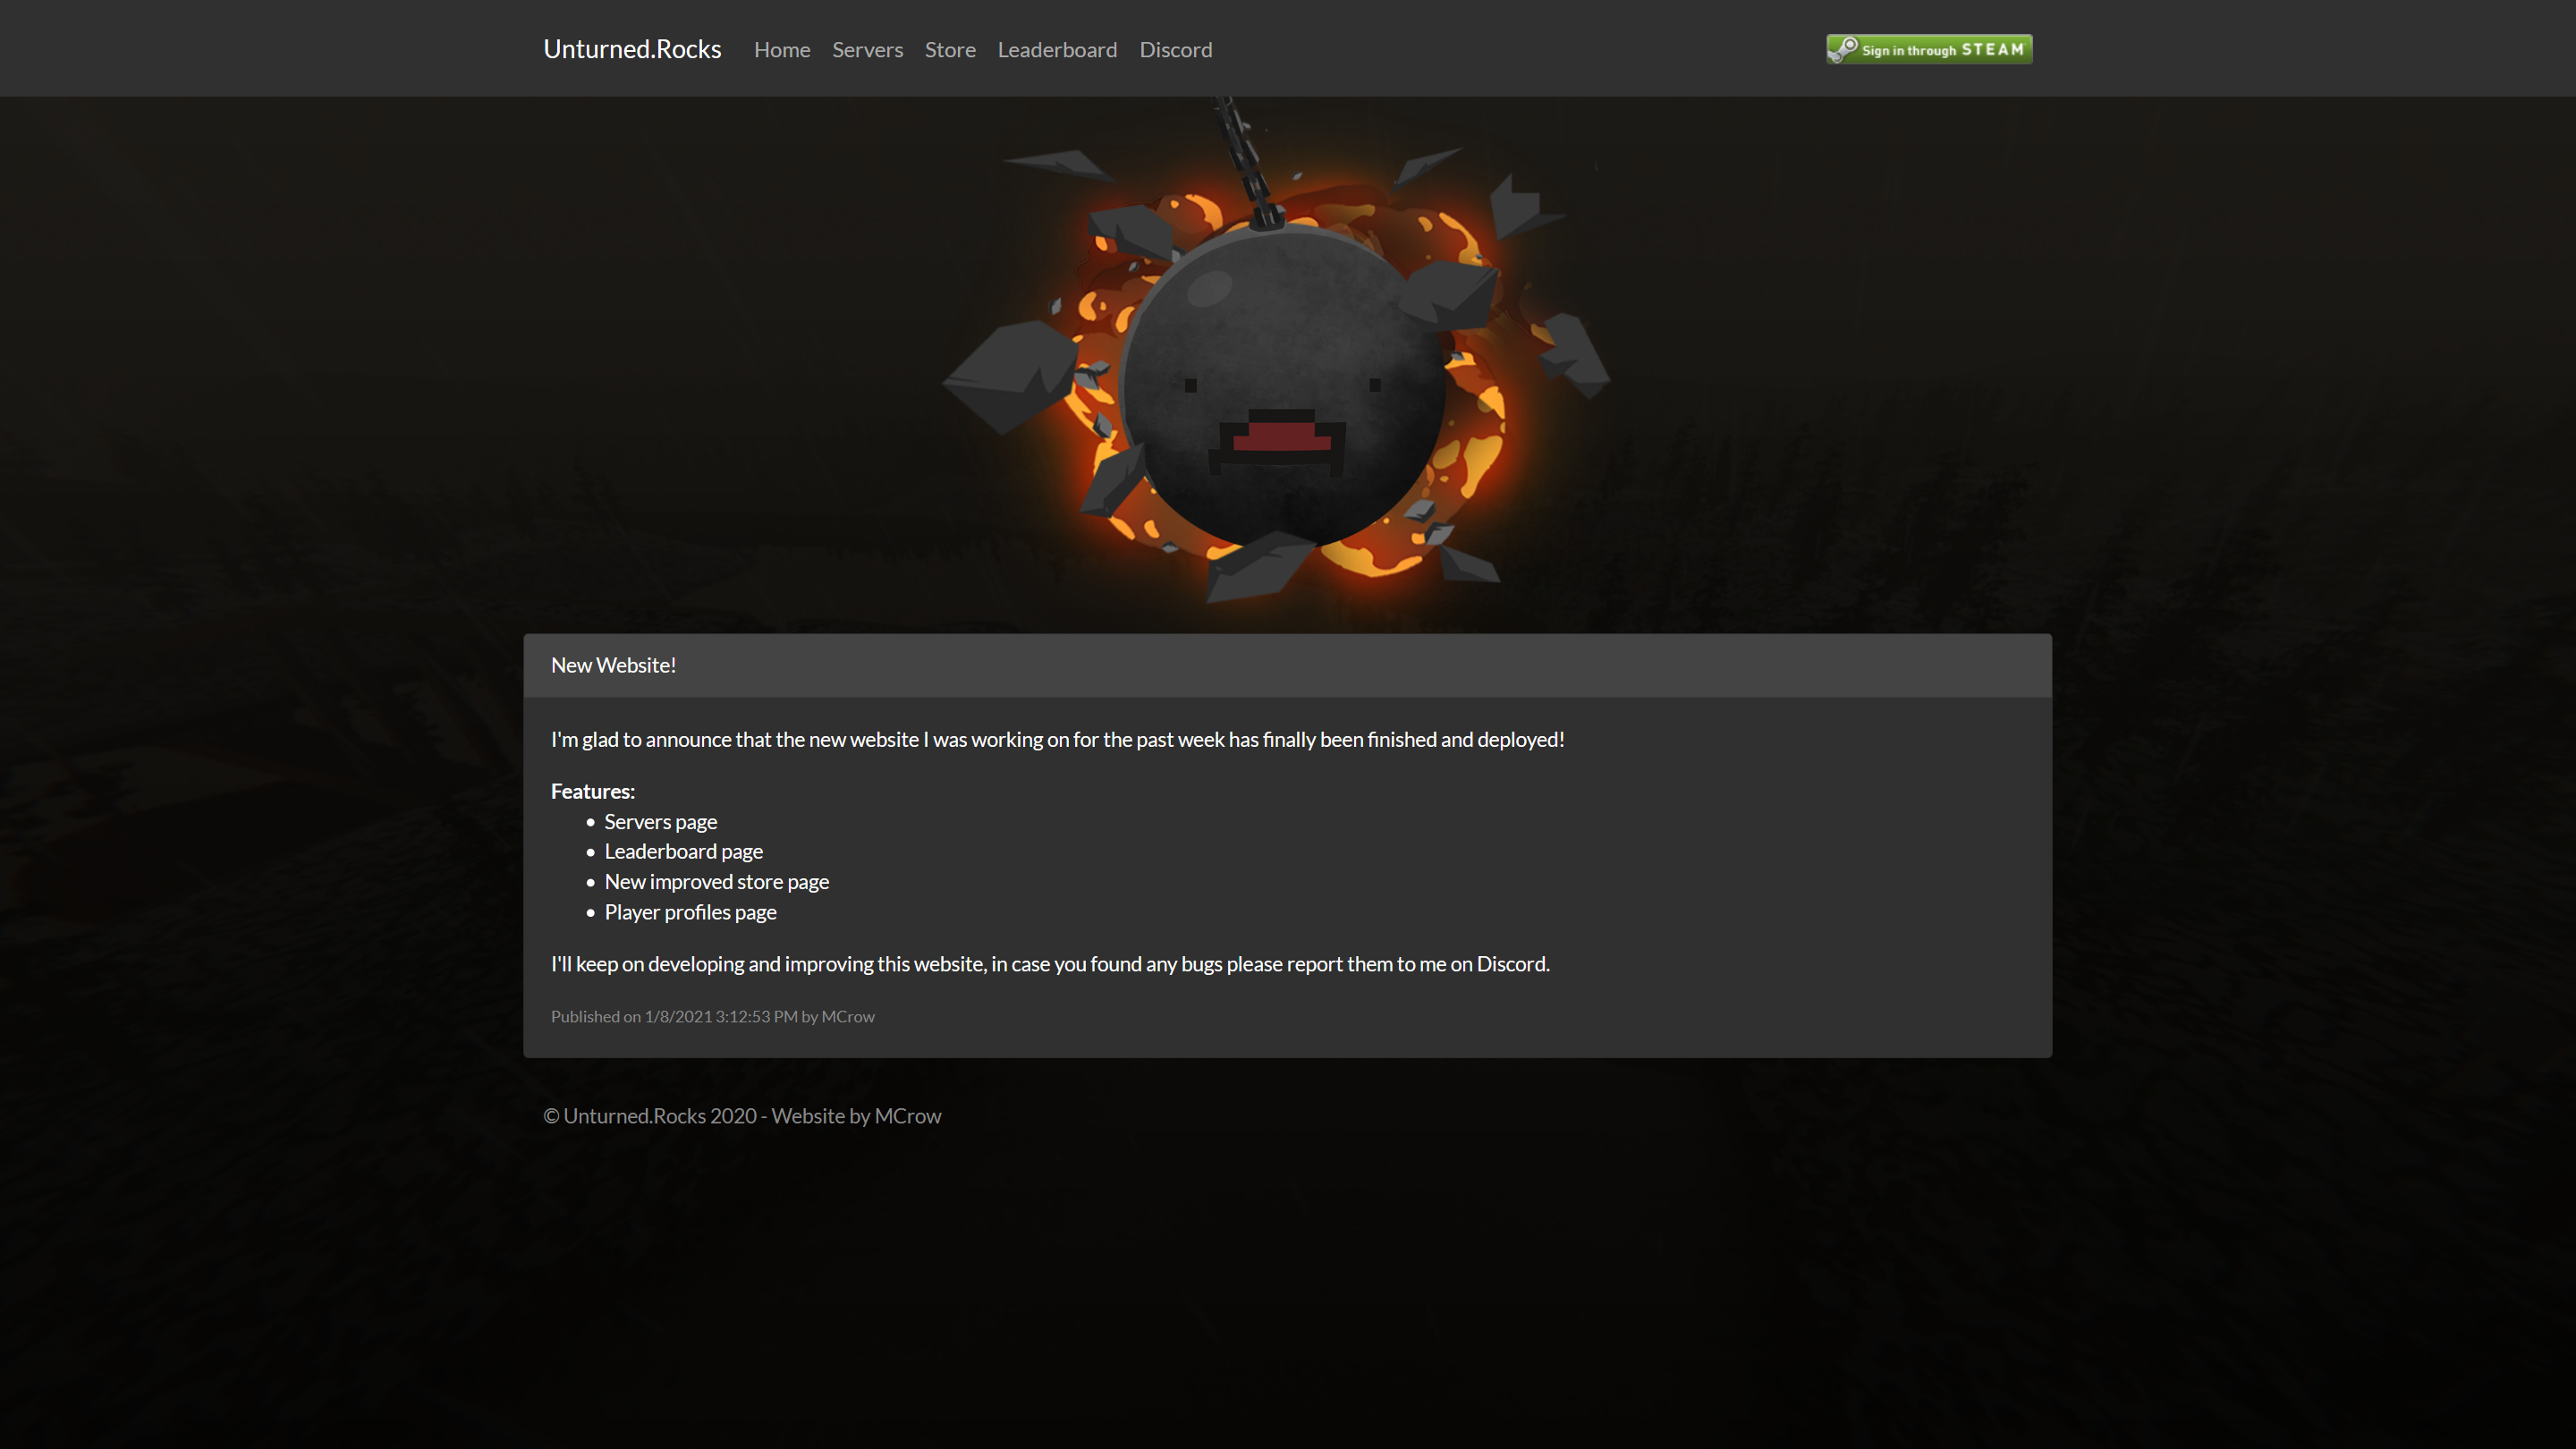 Unturned.Rocks Home Servers Store Leaderboard Discord Sign in through STEAM
New Website!
I'm glad to announce that the new website I was working on for the past week has finally been finished and deployed!
Features:
• Servers page
• Leaderboard page
• New improved store page
• Player profiles page
I'll keep on developing and improving this website, in case you found any bugs please report them to me on Discord.
Published on 1/8/2021 3:12:53 PM by MCrow
© Unturned.Rocks 2020 - Website by MCrow